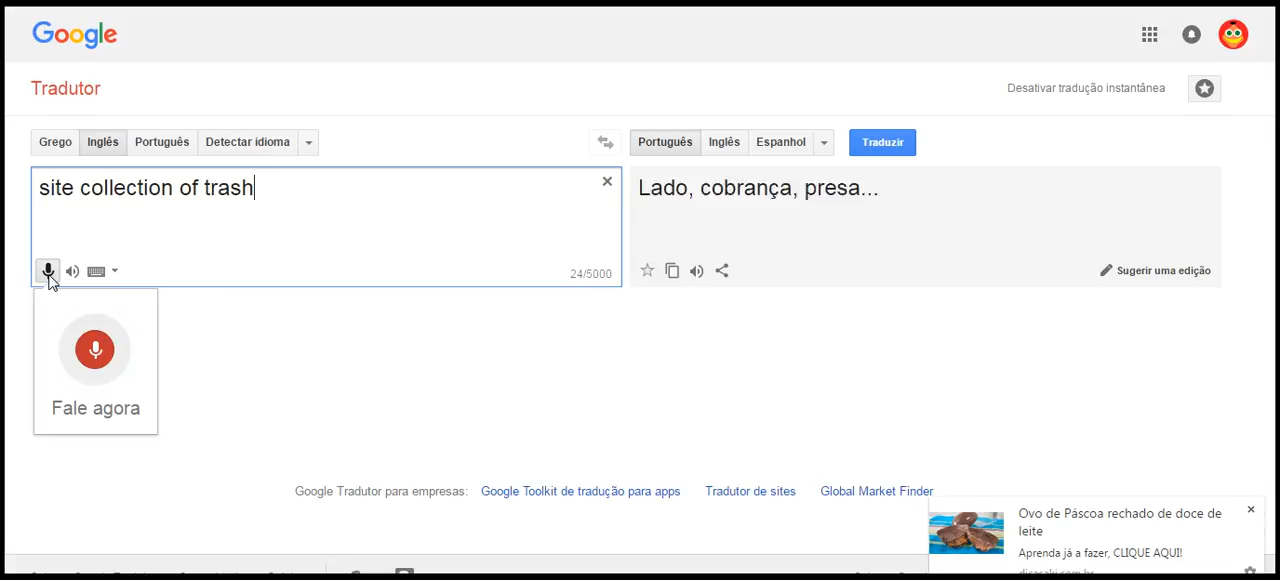 Google
Tradutor
Desativar tradução instantânea
Grego Inglês Português Detectar idioma
Português Inglês Espanhol Traduzir
site collection of trash
Lado, cobrança, presa...
24/5000
Sugerir uma edição
Fale agora
Google Tradutor para empresas: Google Toolkit de tradução para apps Tradutor de sites Global Market Finder
Ovo de Páscoa rechado de doce de
leite
Aprenda já a fazer, CLIQUE AQUI!